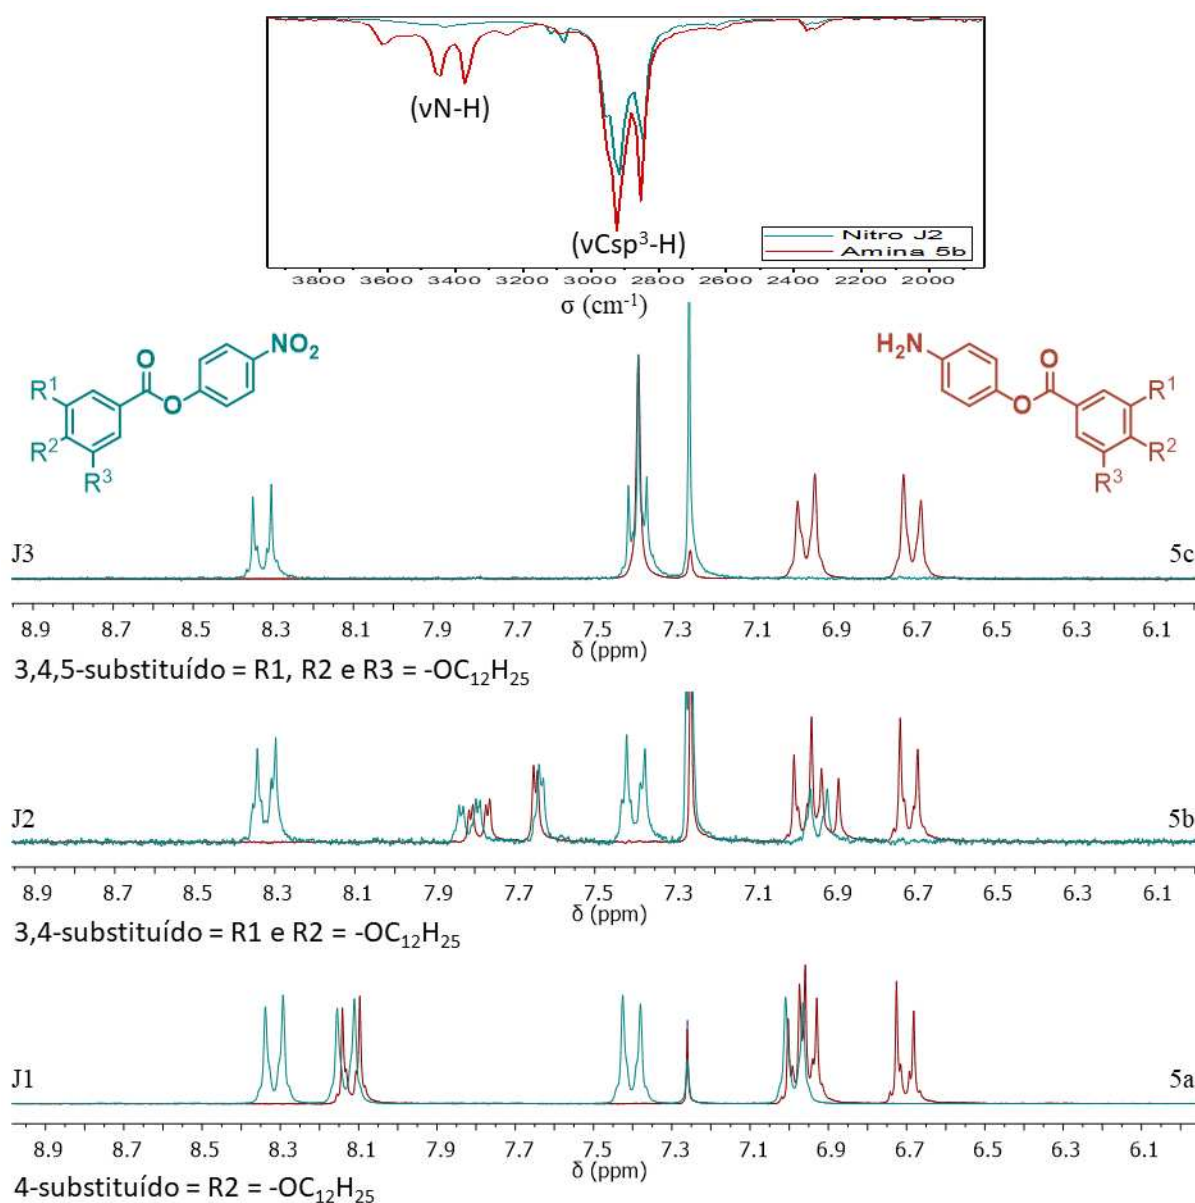 (νN-H)
(νCsp³-H)
Nitro J2
Amina 5b
3800 3600 3400 3200 3000 2800 2600 2400 2200 2000
σ (cm⁻¹)
NO₂
O
O
R¹
R²
R³
H₂N
O
O
R¹
R²
R³
J3
5c
8.9 8.7 8.5 8.3 8.1 7.9 7.7 7.5 7.3 7.1 6.9 6.7 6.5 6.3 6.1
δ (ppm)
3,4,5-substituído = R1, R2 e R3 = -OC₁₂H₂₅
J2
5b
8.9 8.7 8.5 8.3 8.1 7.9 7.7 7.5 7.3 7.1 6.9 6.7 6.5 6.3 6.1
δ (ppm)
3,4-substituído = R1 e R2 = -OC₁₂H₂₅
J1
5a
8.9 8.7 8.5 8.3 8.1 7.9 7.7 7.5 7.3 7.1 6.9 6.7 6.5 6.3 6.1
δ (ppm)
4-substituído = R2 = -OC₁₂H₂₅